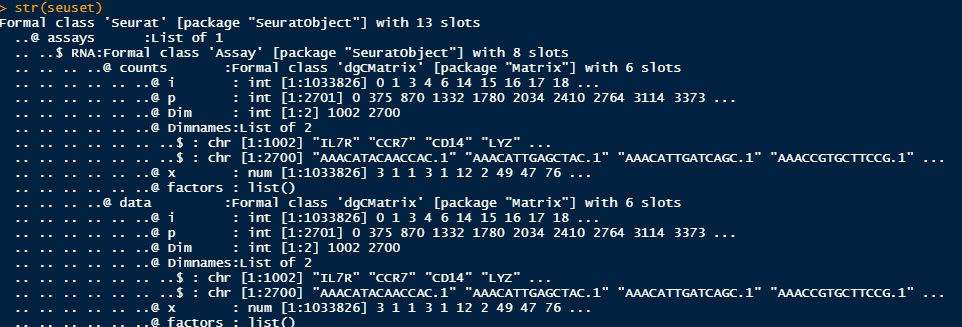 > str(seuset)
Formal class 'Seurat' [package "SeuratObject"] with 13 slots
  ..@ assays      :List of 1
  .. ..$ RNA:Formal class 'Assay' [package "SeuratObject"] with 8 slots
  .. .. .. ..@ counts       :Formal class 'dgCMatrix' [package "Matrix"] with 6 slots
  .. .. .. .. .. ..@ i       : int [1:1033826] 0 1 3 4 6 14 15 16 17 18 ...
  .. .. .. .. .. ..@ p       : int [1:2701] 0 375 870 1332 1780 2034 2410 2764 3114 3373 ...
  .. .. .. .. .. ..@ Dim     : int [1:2] 1002 2700
  .. .. .. .. .. ..@ Dimnames:List of 2
  .. .. .. .. .. .. ..$ : chr [1:1002] "IL7R" "CCR7" "CD14" "LYZ" ...
  .. .. .. .. .. .. ..$ : chr [1:2700] "AAACATACAACCAC.1" "AAACATTGAGCTAC.1" "AAACATTGATCAGC.1" "AAACCGTGCTTCCG.1" ...
  .. .. .. .. .. ..@ x       : num [1:1033826] 3 1 1 3 1 12 2 49 47 76 ...
  .. .. .. .. .. ..@ factors : list()
  .. .. .. ..@ data         :Formal class 'dgCMatrix' [package "Matrix"] with 6 slots
  .. .. .. .. .. ..@ i       : int [1:1033826] 0 1 3 4 6 14 15 16 17 18 ...
  .. .. .. .. .. ..@ p       : int [1:2701] 0 375 870 1332 1780 2034 2410 2764 3114 3373 ...
  .. .. .. .. .. ..@ Dim     : int [1:2] 1002 2700
  .. .. .. .. .. ..@ Dimnames:List of 2
  .. .. .. .. .. .. ..$ : chr [1:1002] "IL7R" "CCR7" "CD14" "LYZ" ...
  .. .. .. .. .. .. ..$ : chr [1:2700] "AAACATACAACCAC.1" "AAACATTGAGCTAC.1" "AAACATTGATCAGC.1" "AAACCGTGCTTCCG.1" ...
  .. .. .. .. .. ..@ x       : num [1:1033826] 3 1 1 3 1 12 2 49 47 76 ...
  .. .. .. .. .. ..@ factors : list()